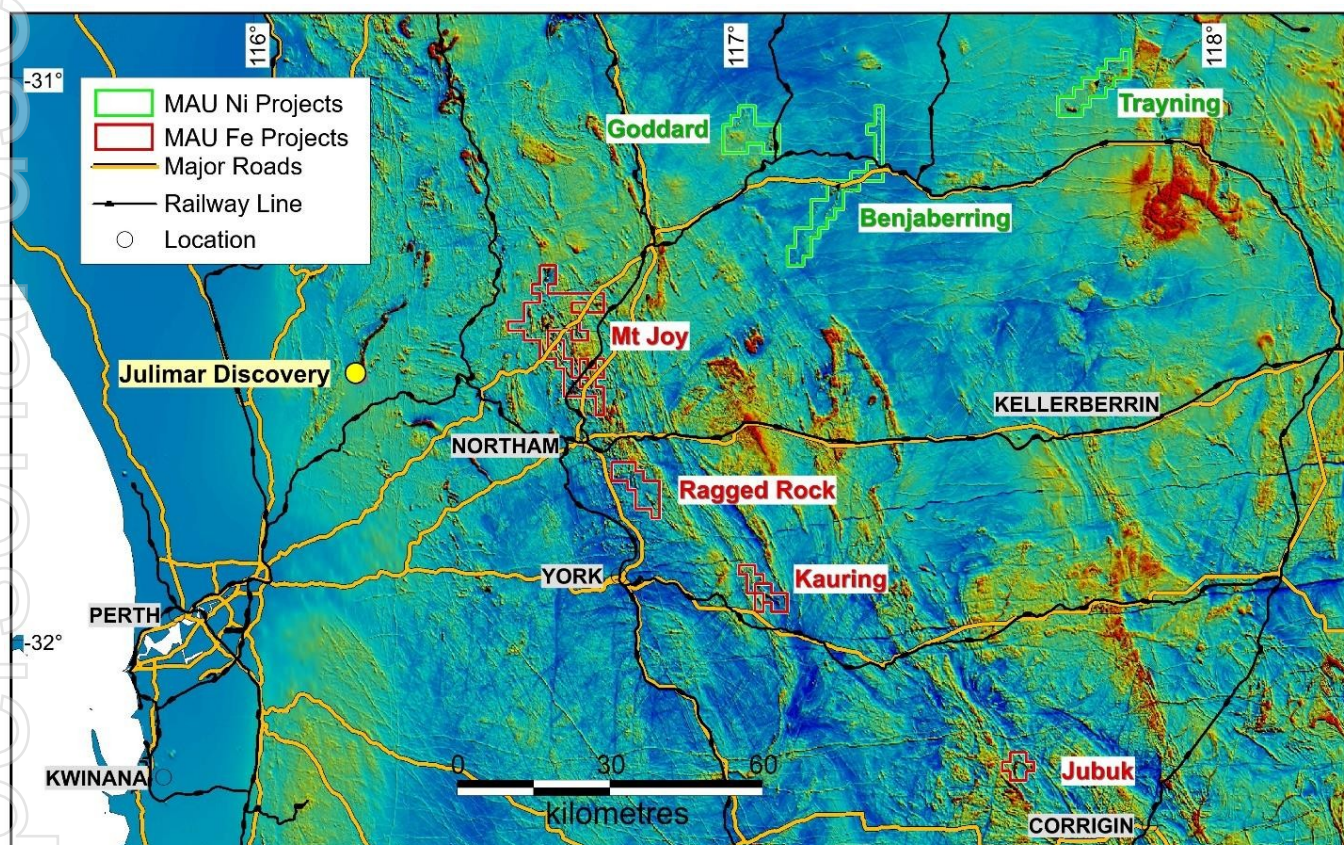 116°
117°
118°
-31°
MAU Ni Projects
MAU Fe Projects
Major Roads
Railway Line
Location
Goddard
Trayning
Benjaberring
Mt Joy
Julimar Discovery
KELLERBERRIN
NORTHAM
Ragged Rock
YORK
Kauring
PERTH
-32°
KWINANA
0 30 60
kilometres
Jubuk
CORRIGIN